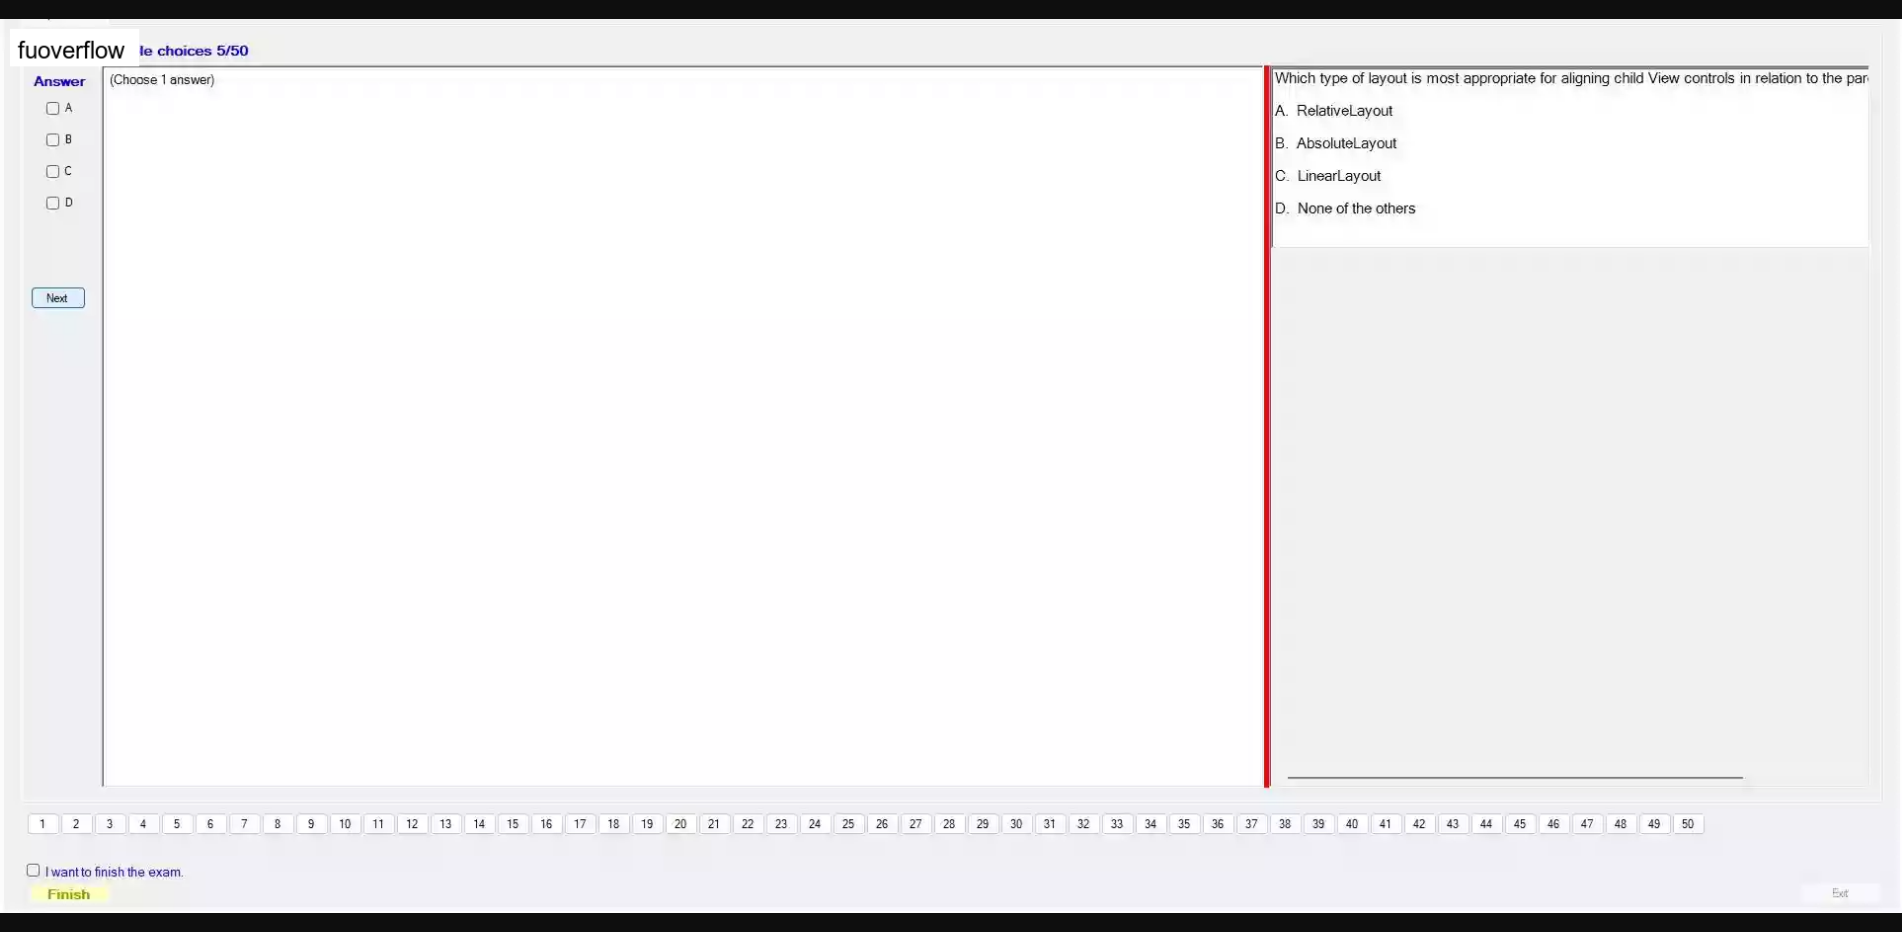 fuoverflow
le choices 5/50
Answer
A
B
C
D
Next
(Choose 1 answer)
Which type of layout is most appropriate for aligning child View controls in relation to the par
A. RelativeLayout
B. AbsoluteLayout
C. LinearLayout
D. None of the others
1 2 3 4 5 6 7 8 9 10 11 12 13 14 15 16 17 18 19 20 21 22 23 24 25 26 27 28 29 30 31 32 33 34 35 36 37 38 39 40 41 42 43 44 45 46 47 48 49 50
I want to finish the exam.
Finish
Exit